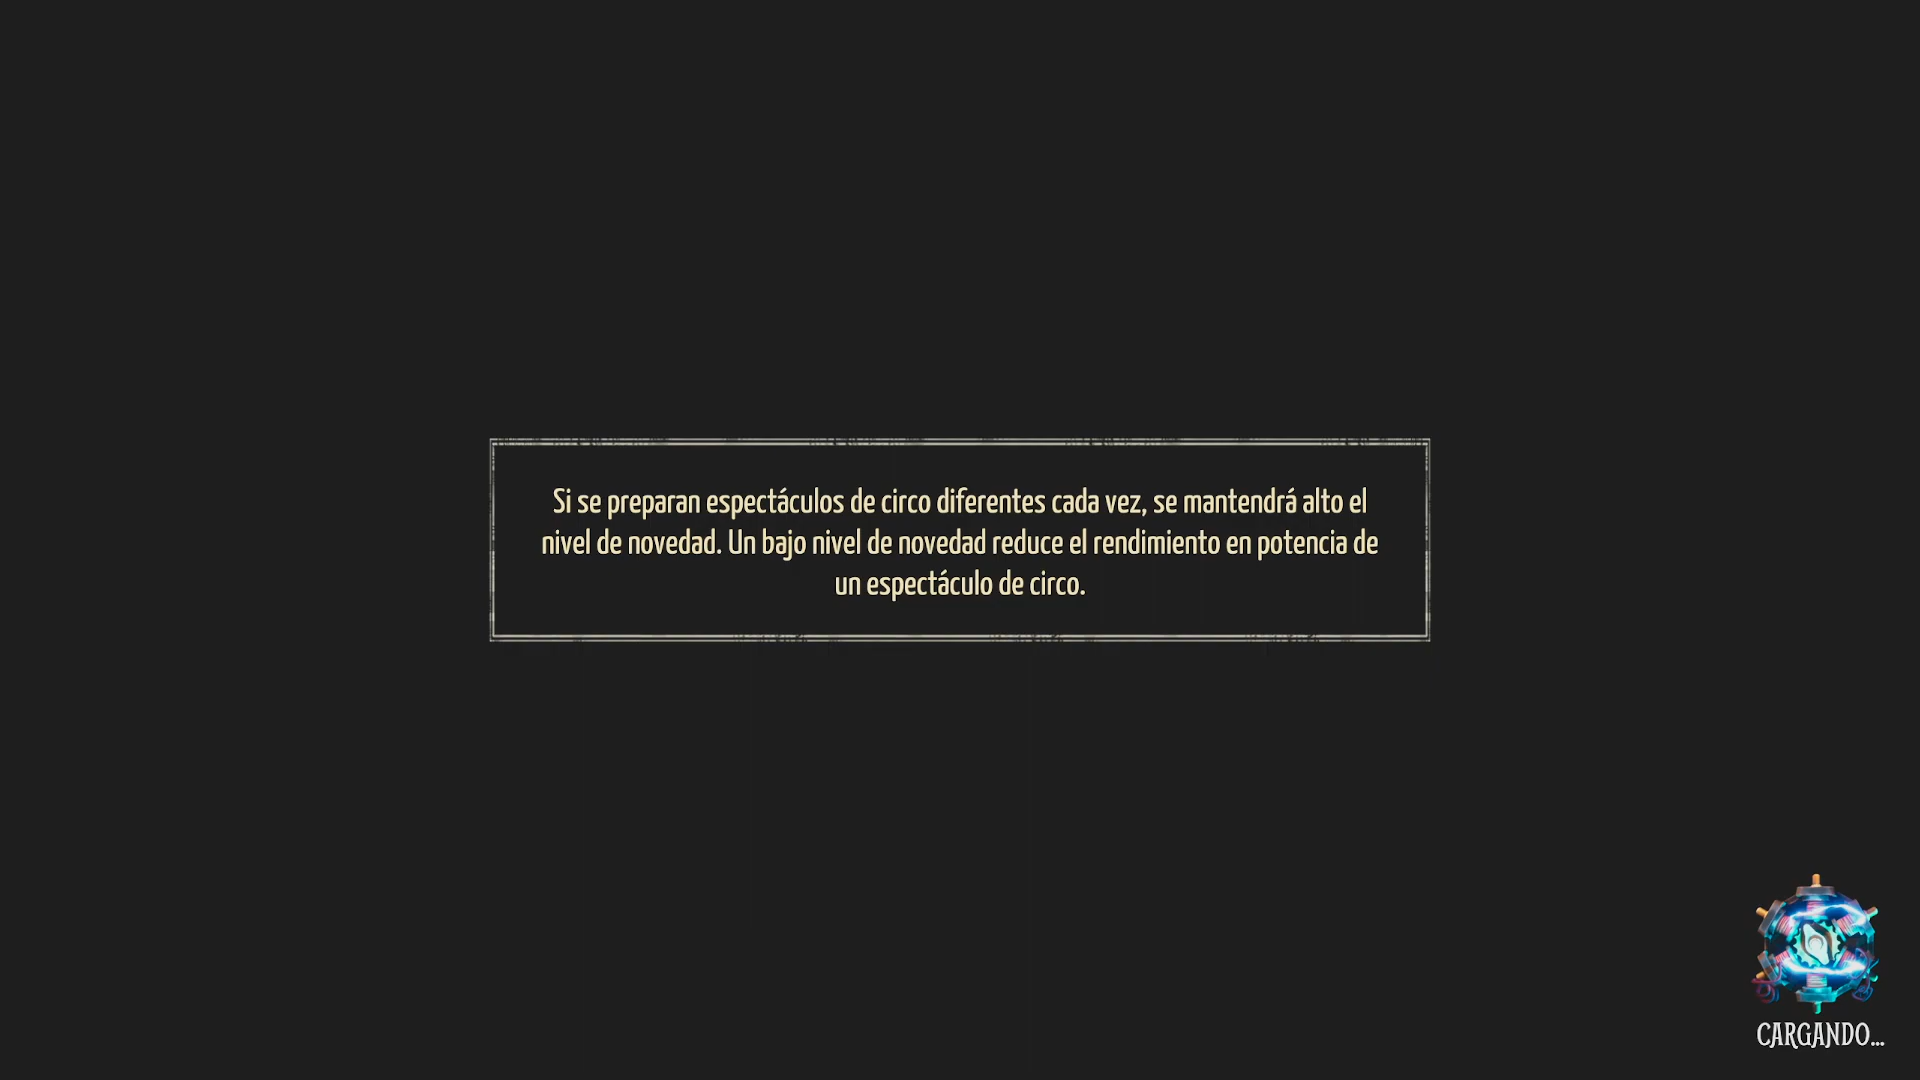 Si se preparan espectáculos de circo diferentes cada vez, se mantendrá alto el
nivel de novedad. Un bajo nivel de novedad reduce el rendimiento en potencia de
un espectáculo de circo.
CARGANDO...